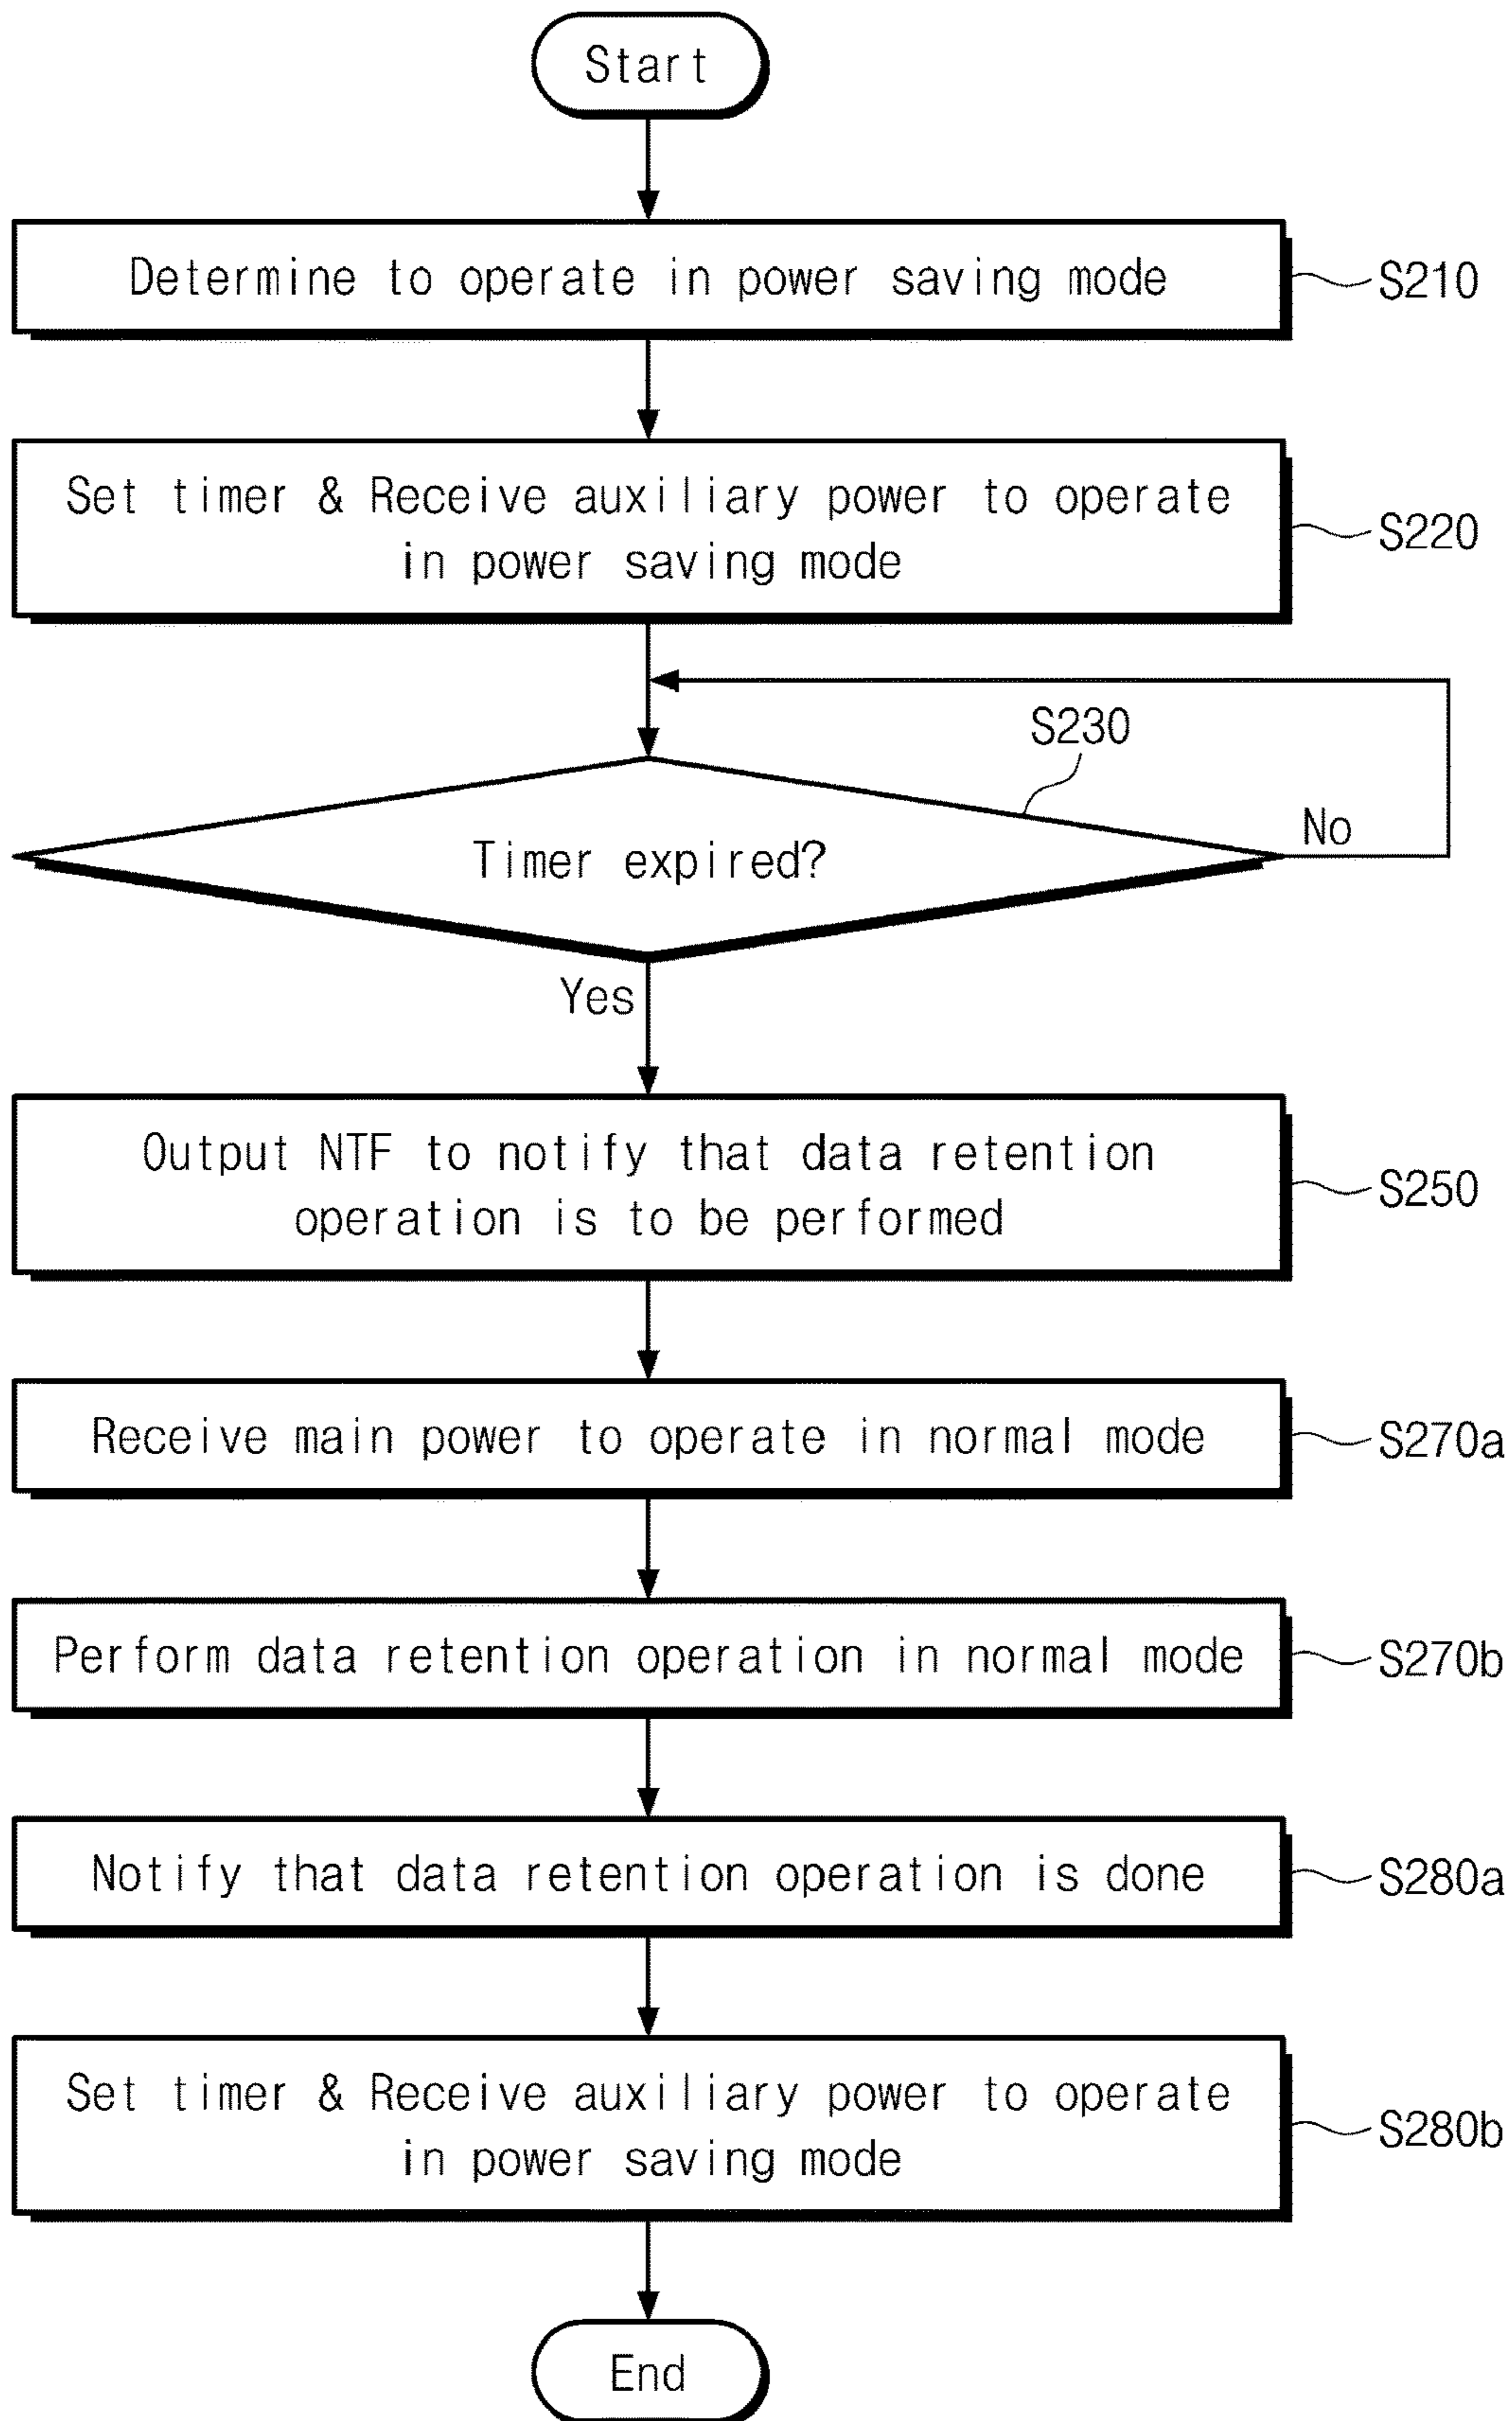 Start
Determine to operate in power saving mode
S210
Set timer & Receive auxiliary power to operate
in power saving mode
S220
S230
Timer expired?
No
Yes
Output NTF to notify that data retention
operation is to be performed
S250
Receive main power to operate in normal mode
S270a
Perform data retention operation in normal mode
S270b
Notify that data retention operation is done
S280a
Set timer & Receive auxiliary power to operate
in power saving mode
S280b
End